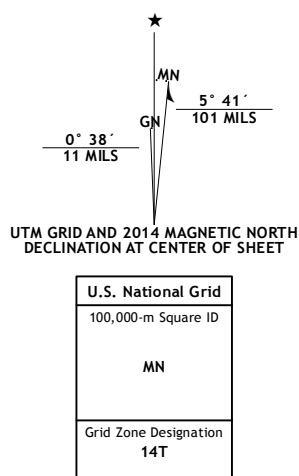 MN
GN
5° 41´
101 MILS
0° 38´
11 MILS
UTM GRID AND 2014 MAGNETIC NORTH
DECLINATION AT CENTER OF SHEET
U.S. National Grid
100,000-m Square ID
MN
Grid Zone Designation
14T